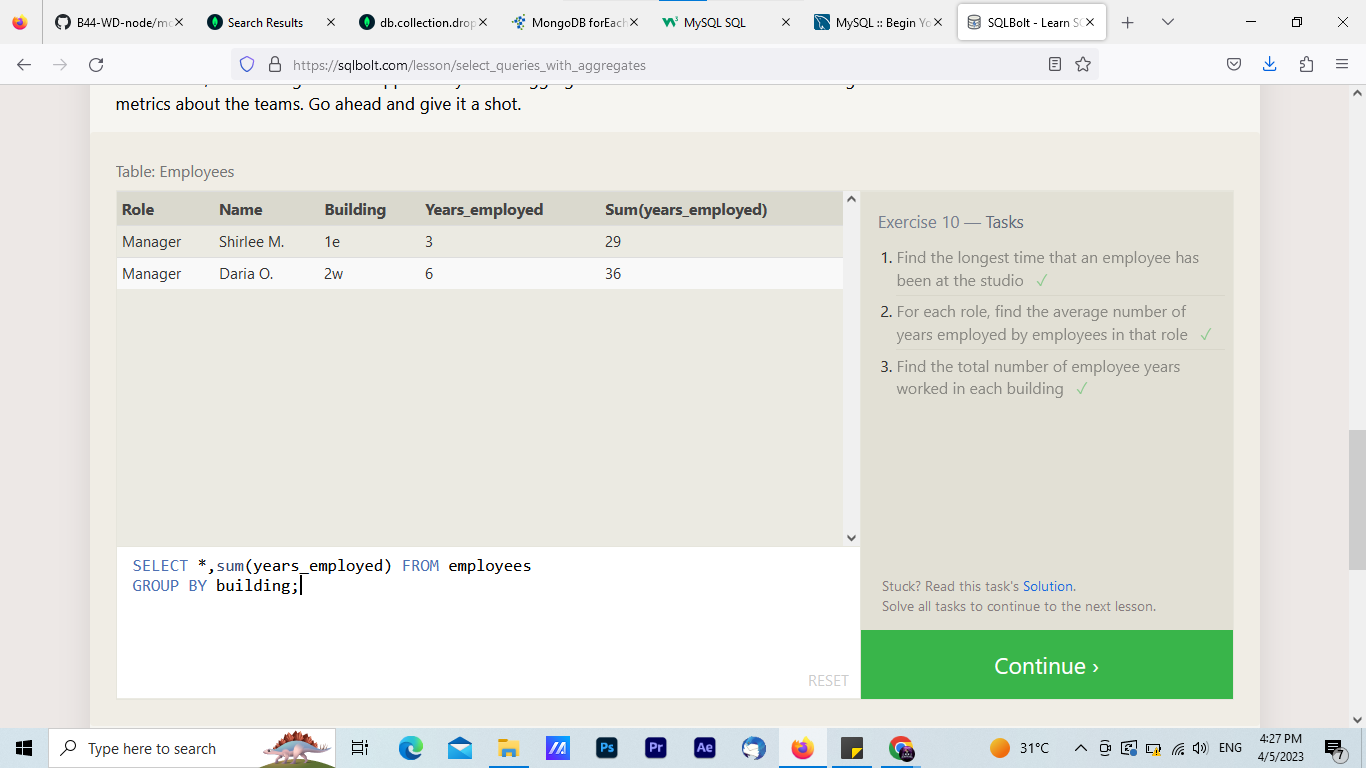 B44-WD-node/mc
Search Results
db.collection.drop
MongoDB forEach
MySQL SQL
MySQL :: Begin Yo
SQLBolt - Learn SQ
https://sqlbolt.com/lesson/select_queries_with_aggregates
metrics about the teams. Go ahead and give it a shot.
Table: Employees
Role Name Building Years_employed Sum(years_employed)
Manager Shirlee M. 1e 3 29
Manager Daria O. 2w 6 36
Exercise 10 — Tasks
1. Find the longest time that an employee has
been at the studio ✓
2. For each role, find the average number of
years employed by employees in that role ✓
3. Find the total number of employee years
worked in each building ✓
SELECT *,sum(years_employed) FROM employees
GROUP BY building;
RESET
Stuck? Read this task's Solution.
Solve all tasks to continue to the next lesson.
Continue ›
Type here to search
Ps
Pr
Ae
31°C
ENG
4:27 PM
4/5/2023
7